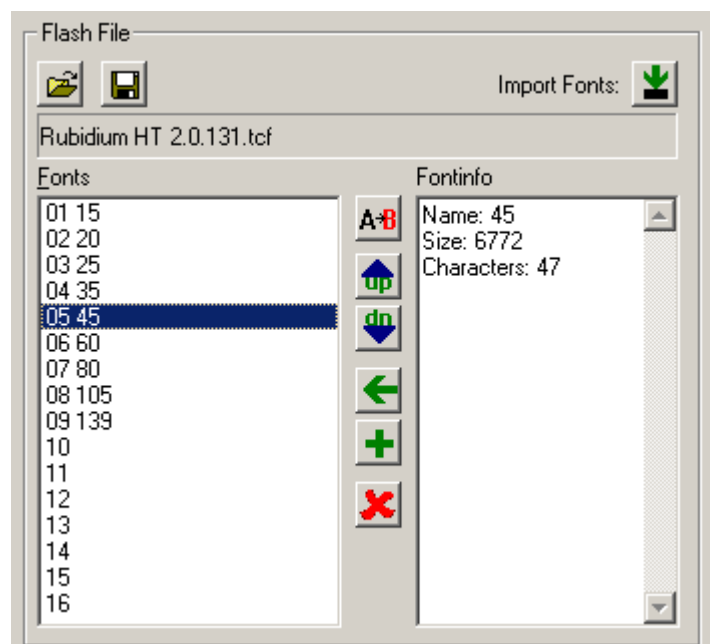 Flash File
Import Fonts:
Rubidium HT 2.0.131.tcf
Fonts
Fontinfo
01 15
02 20
03 25
04 35
05 45
06 60
07 80
08 105
09 139
10
11
12
13
14
15
16
A→B
up
dn
Name: 45
Size: 6772
Characters: 47